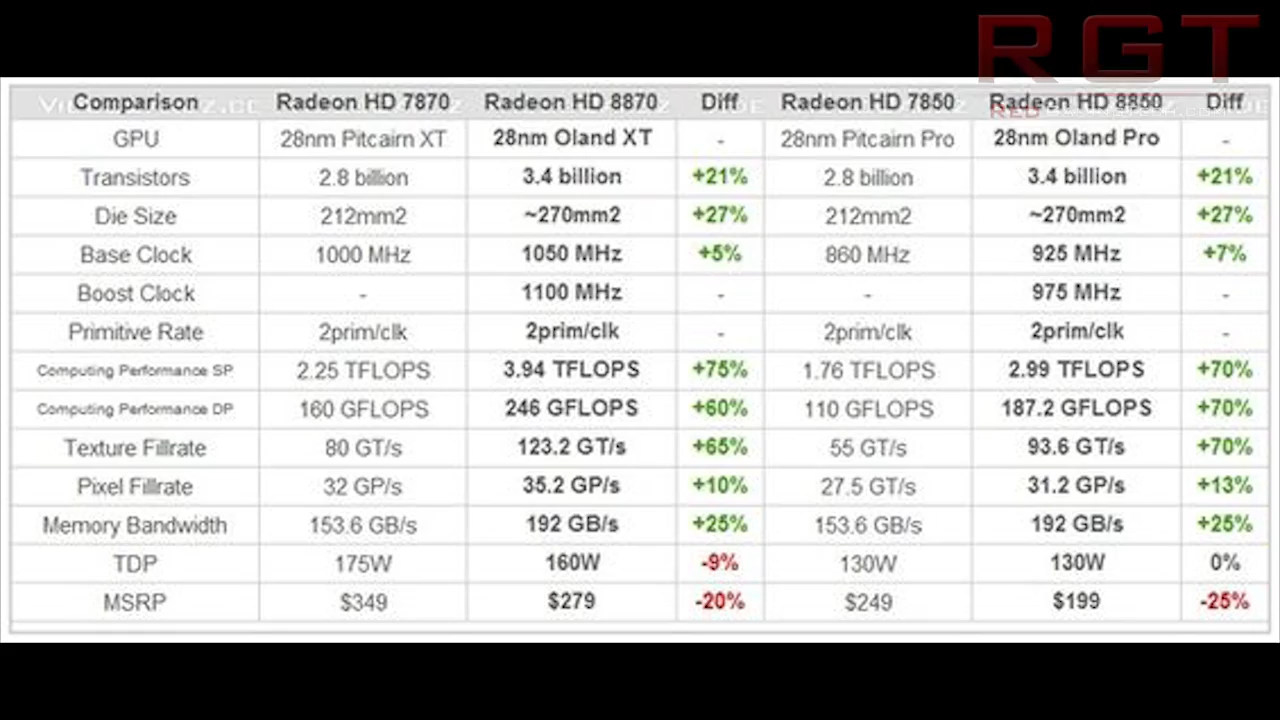 RGT
Comparison Radeon HD 7870 Radeon HD 8870 Diff Radeon HD 7850 Radeon HD 8850 Diff
RED
GPU 28nm Pitcairn XT 28nm Oland XT - 28nm Pitcairn Pro 28nm Oland Pro -
Transistors 2.8 billion 3.4 billion +21% 2.8 billion 3.4 billion +21%
Die Size 212mm2 ~270mm2 +27% 212mm2 ~270mm2 +27%
Base Clock 1000 MHz 1050 MHz +5% 860 MHz 925 MHz +7%
Boost Clock - 1100 MHz - - 975 MHz -
Primitive Rate 2prim/clk 2prim/clk - 2prim/clk 2prim/clk -
Computing Performance SP 2.25 TFLOPS 3.94 TFLOPS +75% 1.76 TFLOPS 2.99 TFLOPS +70%
Computing Performance DP 160 GFLOPS 246 GFLOPS +60% 110 GFLOPS 187.2 GFLOPS +70%
Texture Fillrate 80 GT/s 123.2 GT/s +65% 55 GT/s 93.6 GT/s +70%
Pixel Fillrate 32 GP/s 35.2 GP/s +10% 27.5 GT/s 31.2 GP/s +13%
Memory Bandwidth 153.6 GB/s 192 GB/s +25% 153.6 GB/s 192 GB/s +25%
TDP 175W 160W -9% 130W 130W 0%
MSRP $349 $279 -20% $249 $199 -25%